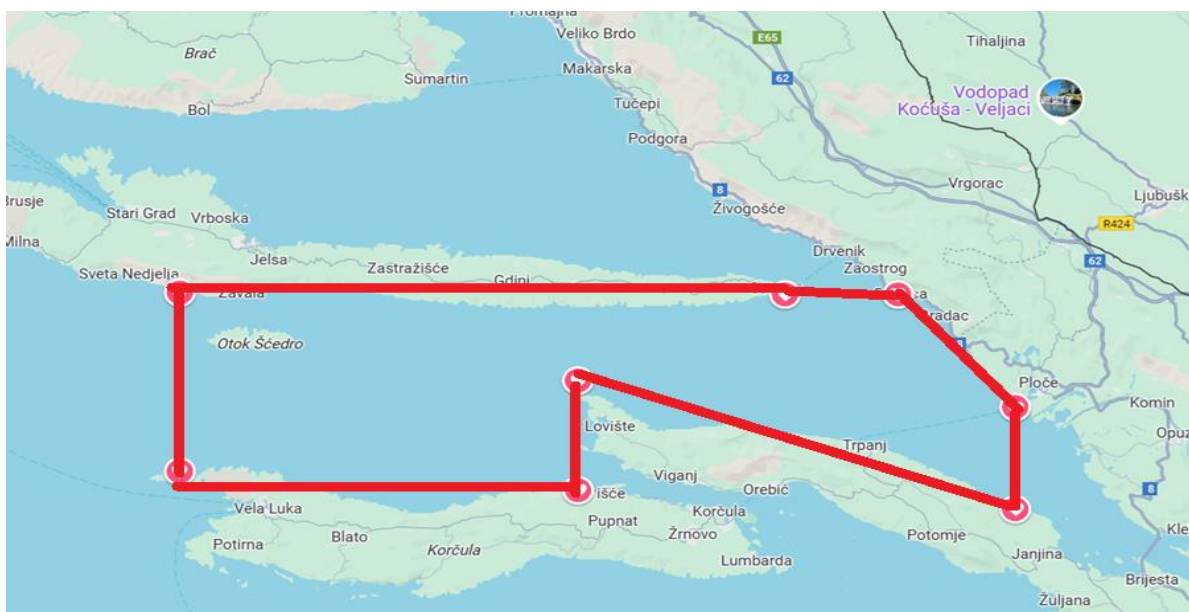 Promajna
Veliko Brdo
E65
Tihaljina
Brač
Makarska
62
Sumartin
Vodopad
Koćuša - Veljaci
Bol
Tučepi
Podgora
8
Vrgorac
Ljubušk
Brusje
Stari Grad
Vrboska
Živogošće
R424
Milna
Drvenik
Jelsa
62
Sveta Nedjelja
Zastražišće
Zaostrog
Gdinj
Zavala
Otok Šćedro
8
Ploče
Komin
Lovište
Opuz
Trpanj
Viganj
Orebić
8
išće
Vela Luka
Korčula
Pupnat
Kle
Blato
Žrnovo
Potomje
Potirna
Korčula
Janjina
Lumbarda
Brijesta
Žuljana